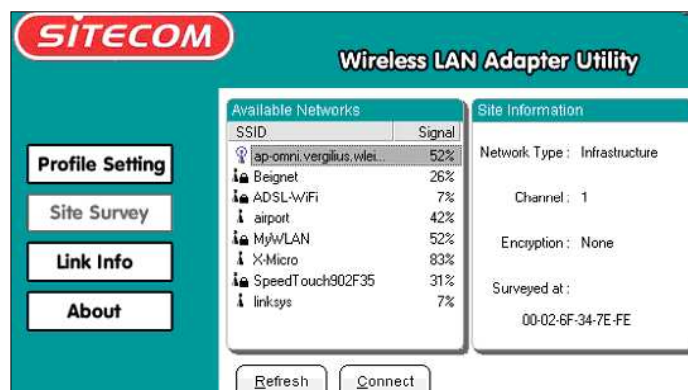 SITECOM
Wireless LAN Adapter Utility
Profile Setting
Site Survey
Link Info
About
Available Networks
SSID Signal
ap-omni.vergilius.wlei... 52%
Beignet 26%
ADSL-WiFi 7%
airport 42%
MyWLAN 52%
X-Micro 83%
SpeedTouch902F35 31%
linksys 7%
Refresh Connect
Site Information
Network Type : Infrastructure
Channel : 1
Encryption : None
Surveyed at :
00-02-6F-34-7E-FE